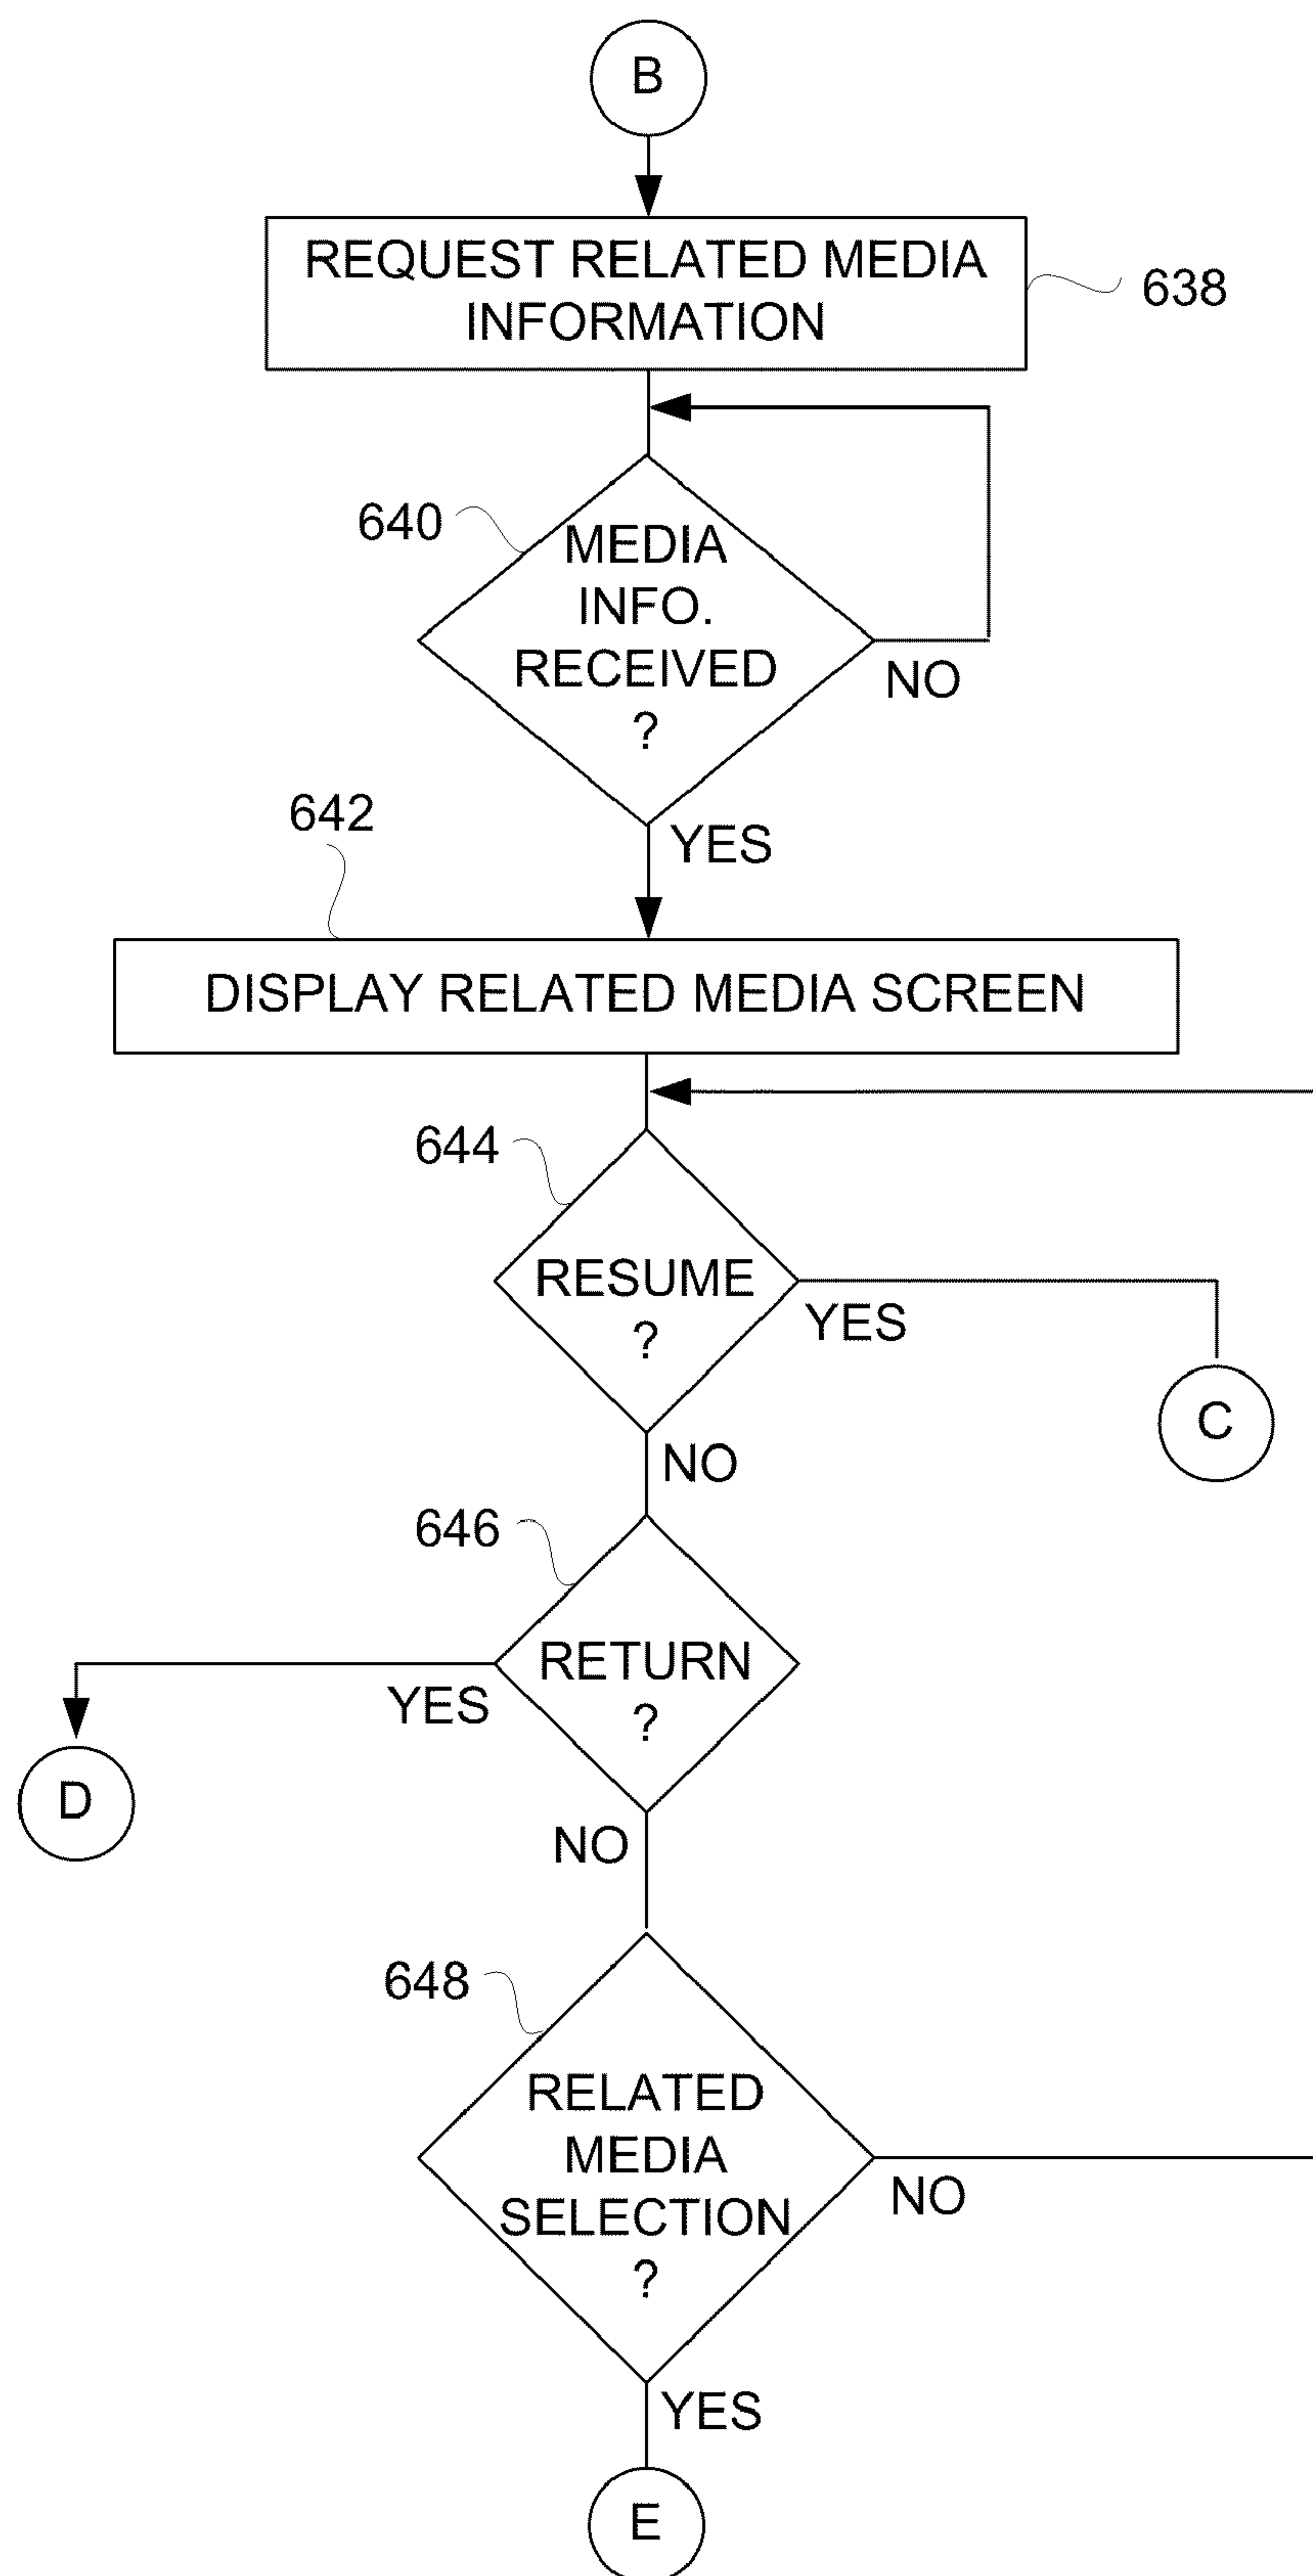 B
REQUEST RELATED MEDIA
INFORMATION
638
640
MEDIA
INFO.
RECEIVED
?
NO
YES
642
DISPLAY RELATED MEDIA SCREEN
644
RESUME
?
YES
C
NO
646
RETURN
?
YES
D
NO
648
RELATED
MEDIA
SELECTION
?
NO
YES
E